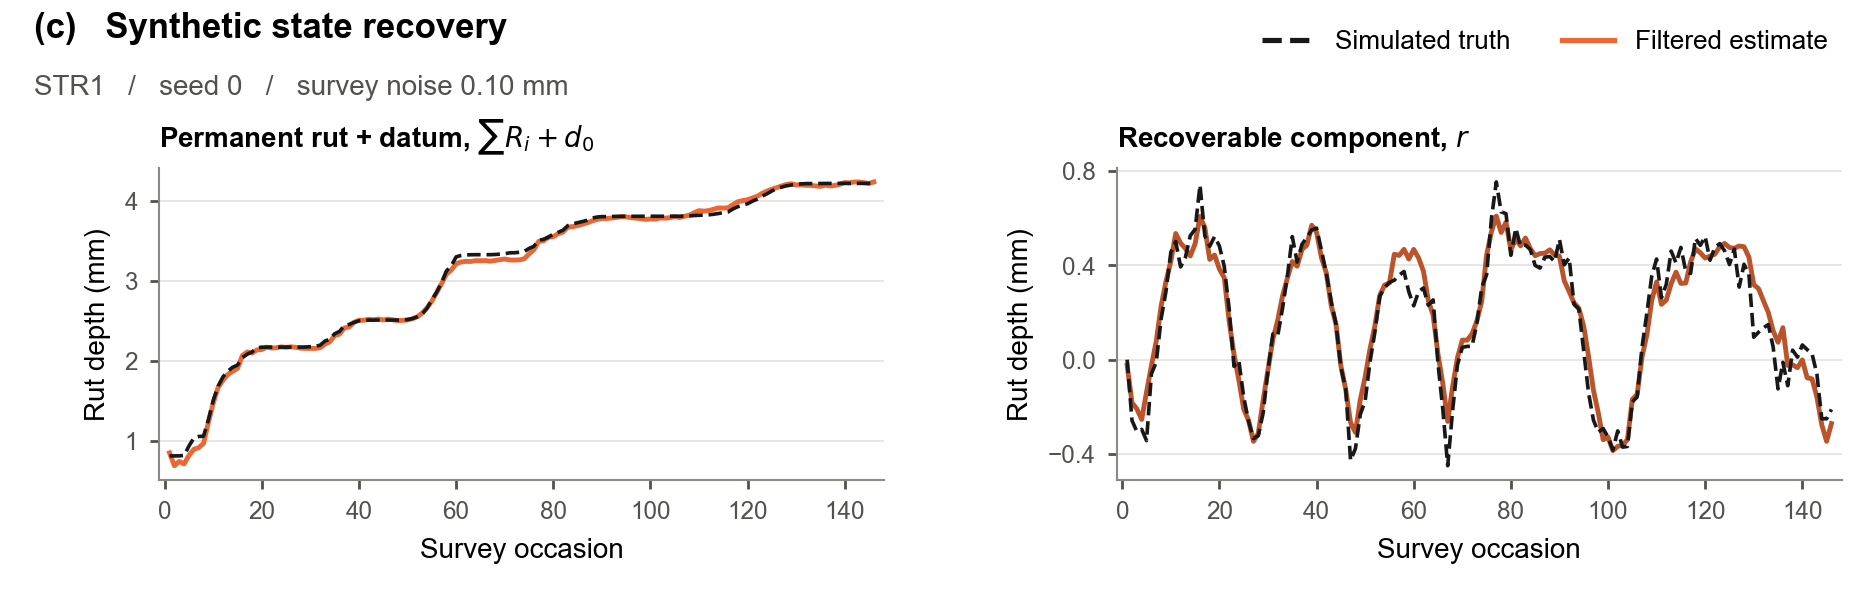 (c) Synthetic state recovery
Simulated truth
Filtered estimate
STR1 / seed 0 / survey noise 0.10 mm
Permanent rut + datum, ∑Rᵢ + d₀
Rut depth (mm)
4
3
2
1
0 20 40 60 80 100 120 140
Survey occasion
Recoverable component, r
Rut depth (mm)
0.8
0.4
0.0
−0.4
0 20 40 60 80 100 120 140
Survey occasion